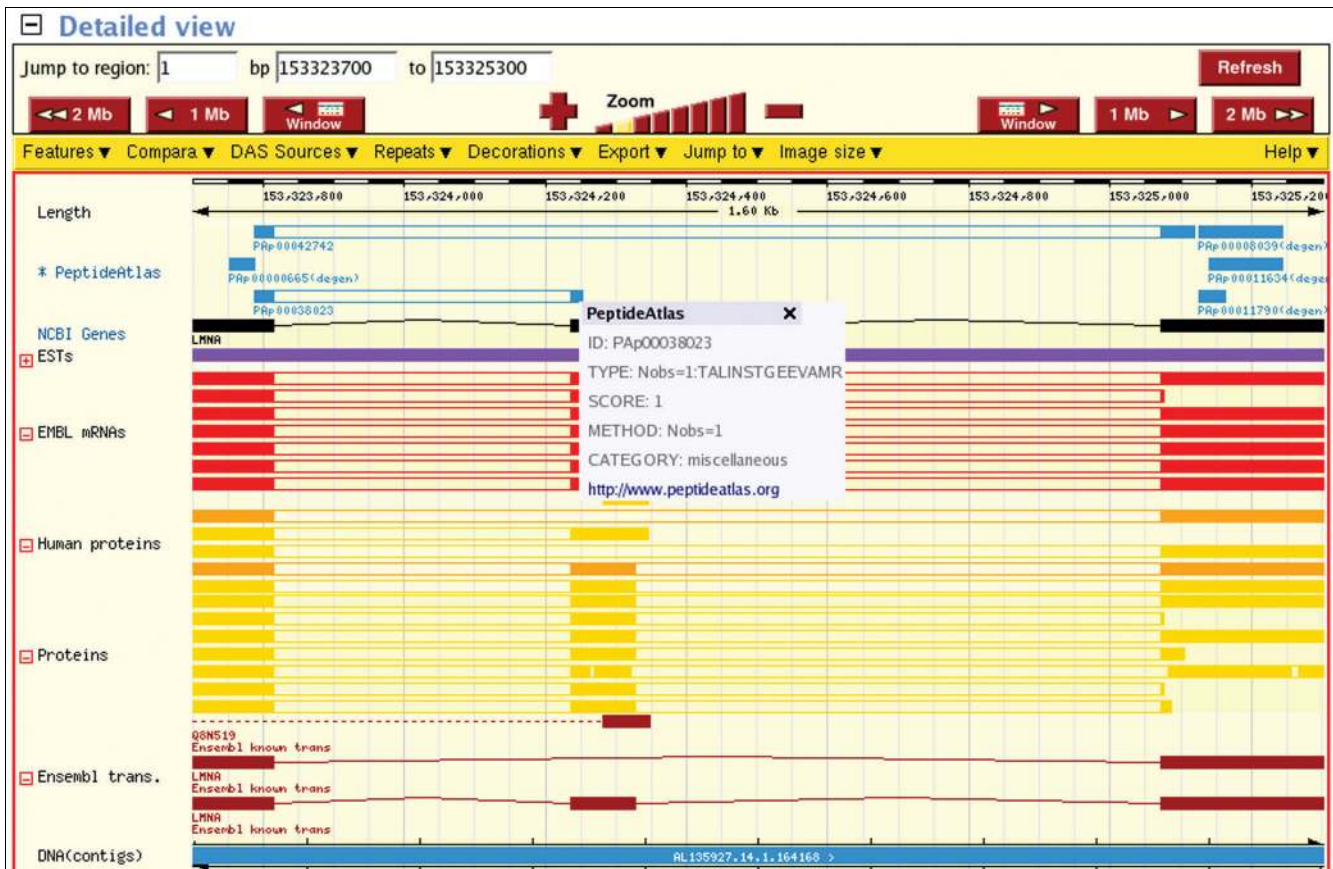 Detailed view
Jump to region: 1 bp 153323700 to 153325300 Refresh
<< 2 Mb < 1 Mb < Window + Zoom - Window > 1 Mb > 2 Mb >>
Features ▼ Compara ▼ DAS Sources ▼ Repeats ▼ Decorations ▼ Export ▼ Jump to ▼ Image size ▼ Help ▼
153,323,800 153,324,000 153,324,200 153,324,400 153,324,600 153,324,800 153,325,000 153,325,20
Length 1.60 Kb
PAp00042742 PAp00008039(degen)
* PeptideAtlas
PAp00000665(degen) PAp00011634(dege
PAp00038023 PAp00011790(degen)
NCBI Genes
LMNA
ESTs
EMBL mRNAs
PeptideAtlas ×
ID: PAp00038023
TYPE: Nobs=1:TALINSTGEEVAMR
SCORE: 1
METHOD: Nobs=1
CATEGORY: miscellaneous
http://www.peptideatlas.org
Human proteins
Proteins
Q8N519
Ensembl known trans
Ensembl trans.
LMNA
Ensembl known trans
LMNA
Ensembl known trans
DNA(contigs) AL135927.14.1.164168 >